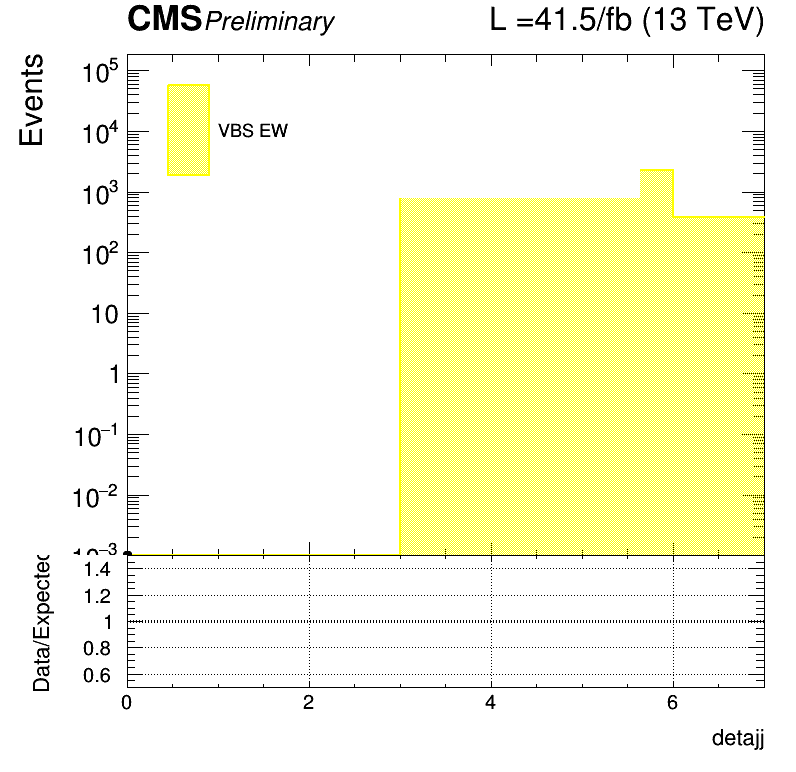 CMS Preliminary L =41.5/fb (13 TeV)
Events
10^5
10^4
10^3
10^2
10
1
10^−1
10^−2
10^−3
VBS EW
Data/Expected
1.4
1.2
1
0.8
0.6
0 2 4 6
detajj